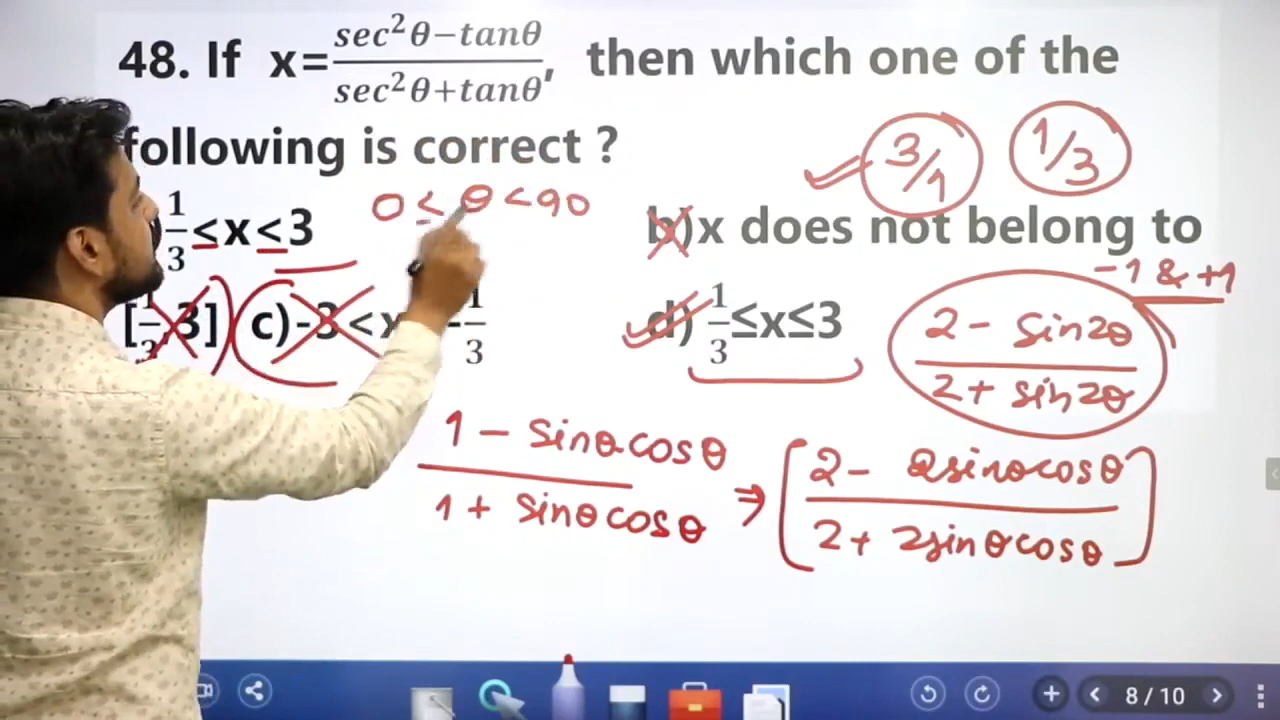 48. If x= sec²θ−tanθ / sec²θ+tanθ, then which one of the
following is correct ?
3/1 1/3
0 ≤ θ < 90
1/3 ≤x≤3 b)x does not belong to
-1 & +1
[ ,3] c)-3<x 1/3 d) 1/3≤x≤3
2 - sin2θ / 2 + sin2θ
1 - sinθcosθ / 1 + sinθcosθ ⇒ [2 - 2sinθcosθ / 2 + 2sinθcosθ]
8 / 10